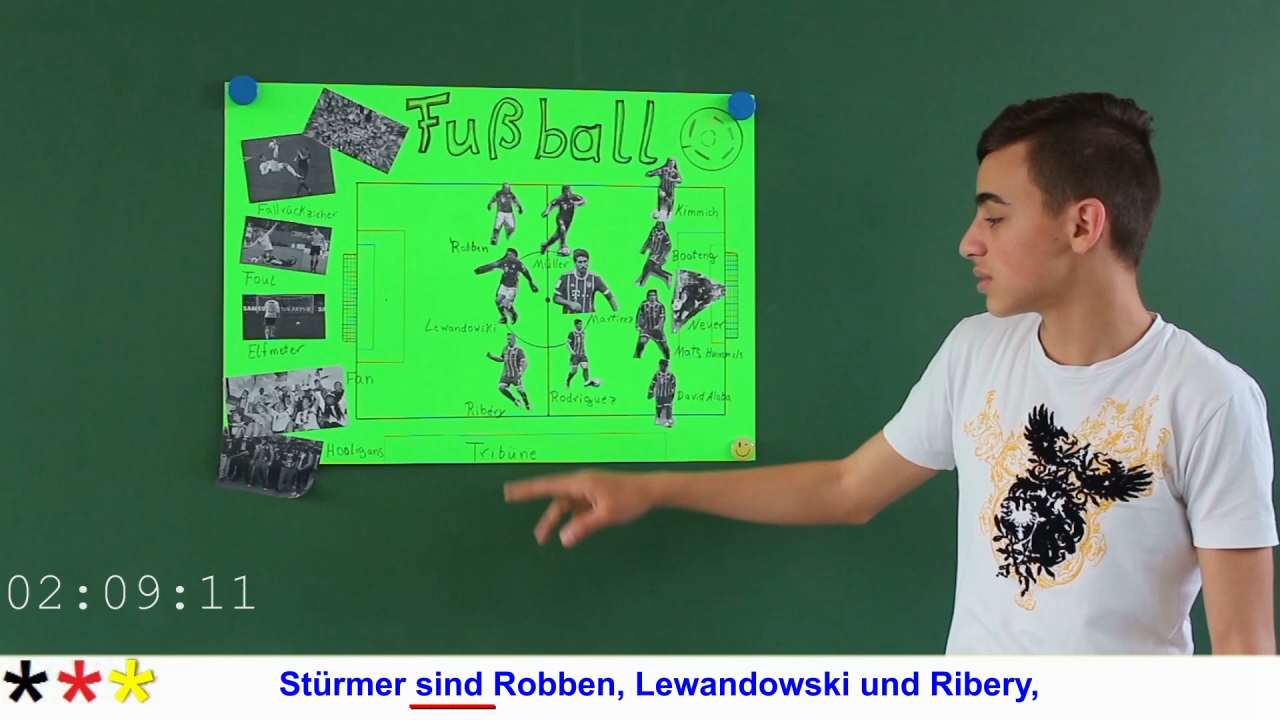 Fußball
Fallrückzieher
Foul
Elfmeter
Fan
Hooligans
Kimmich
Robben
Müller
Boateng
Lewandowski
Martinez
Neuer
Mats Hummels
Ribéry
Rodriguez
David Alaba
Tribüne
02:09:11
Stürmer sind Robben, Lewandowski und Ribery,